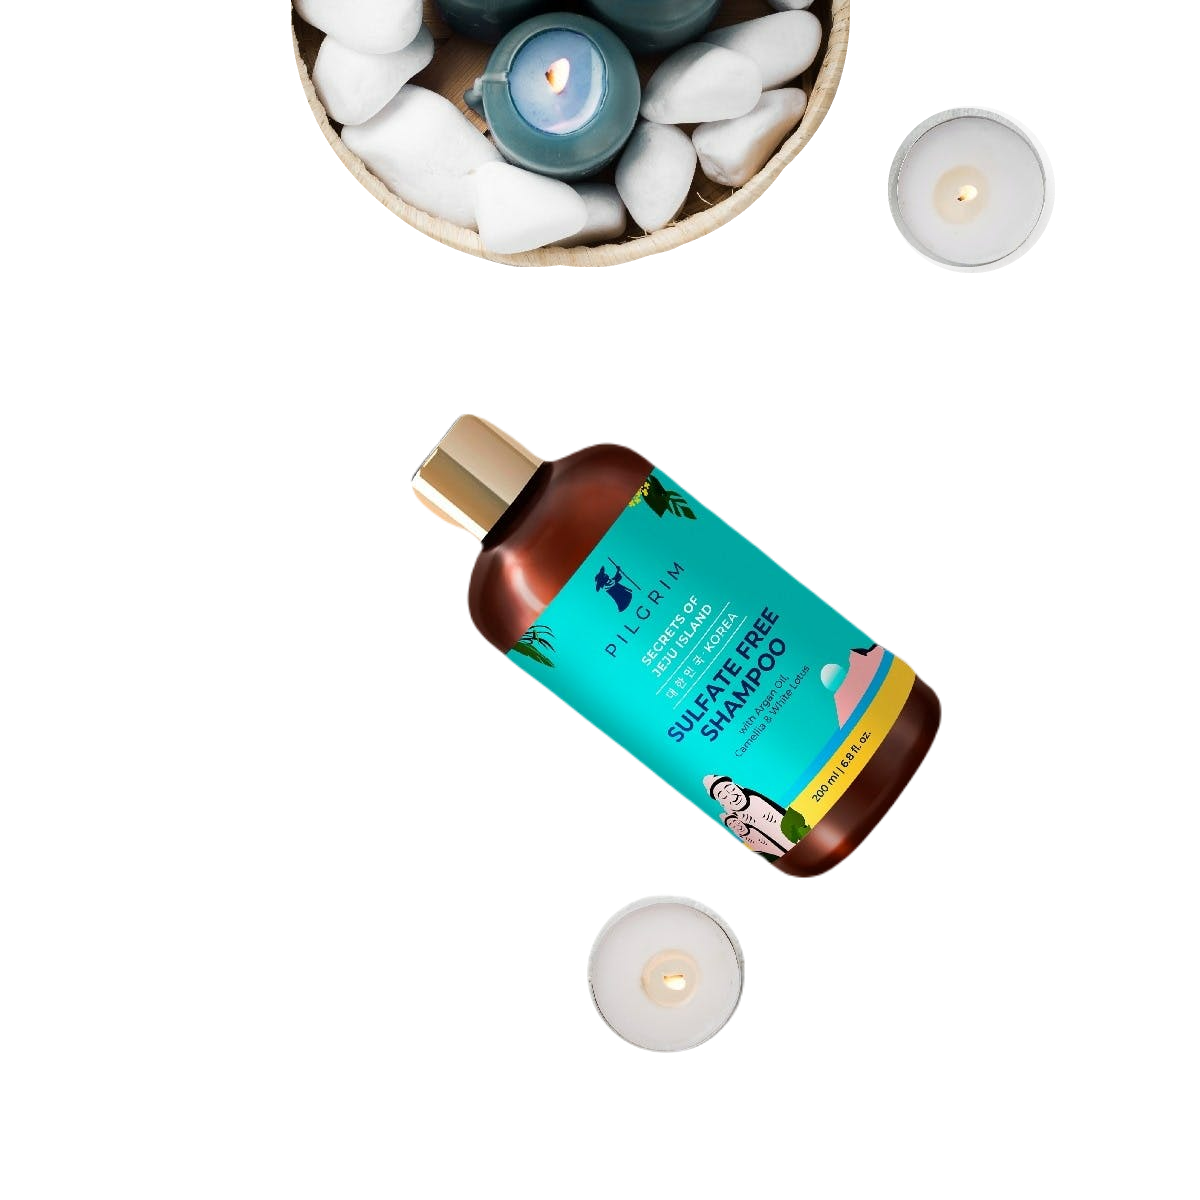 PILGRIM
SECRETS OF
JEJU ISLAND
대한민국·KOREA
SULFATE FREE
SHAMPOO
with Argan Oil,
Camellia & White Lotus
200 ml | 6.8 fl. oz.